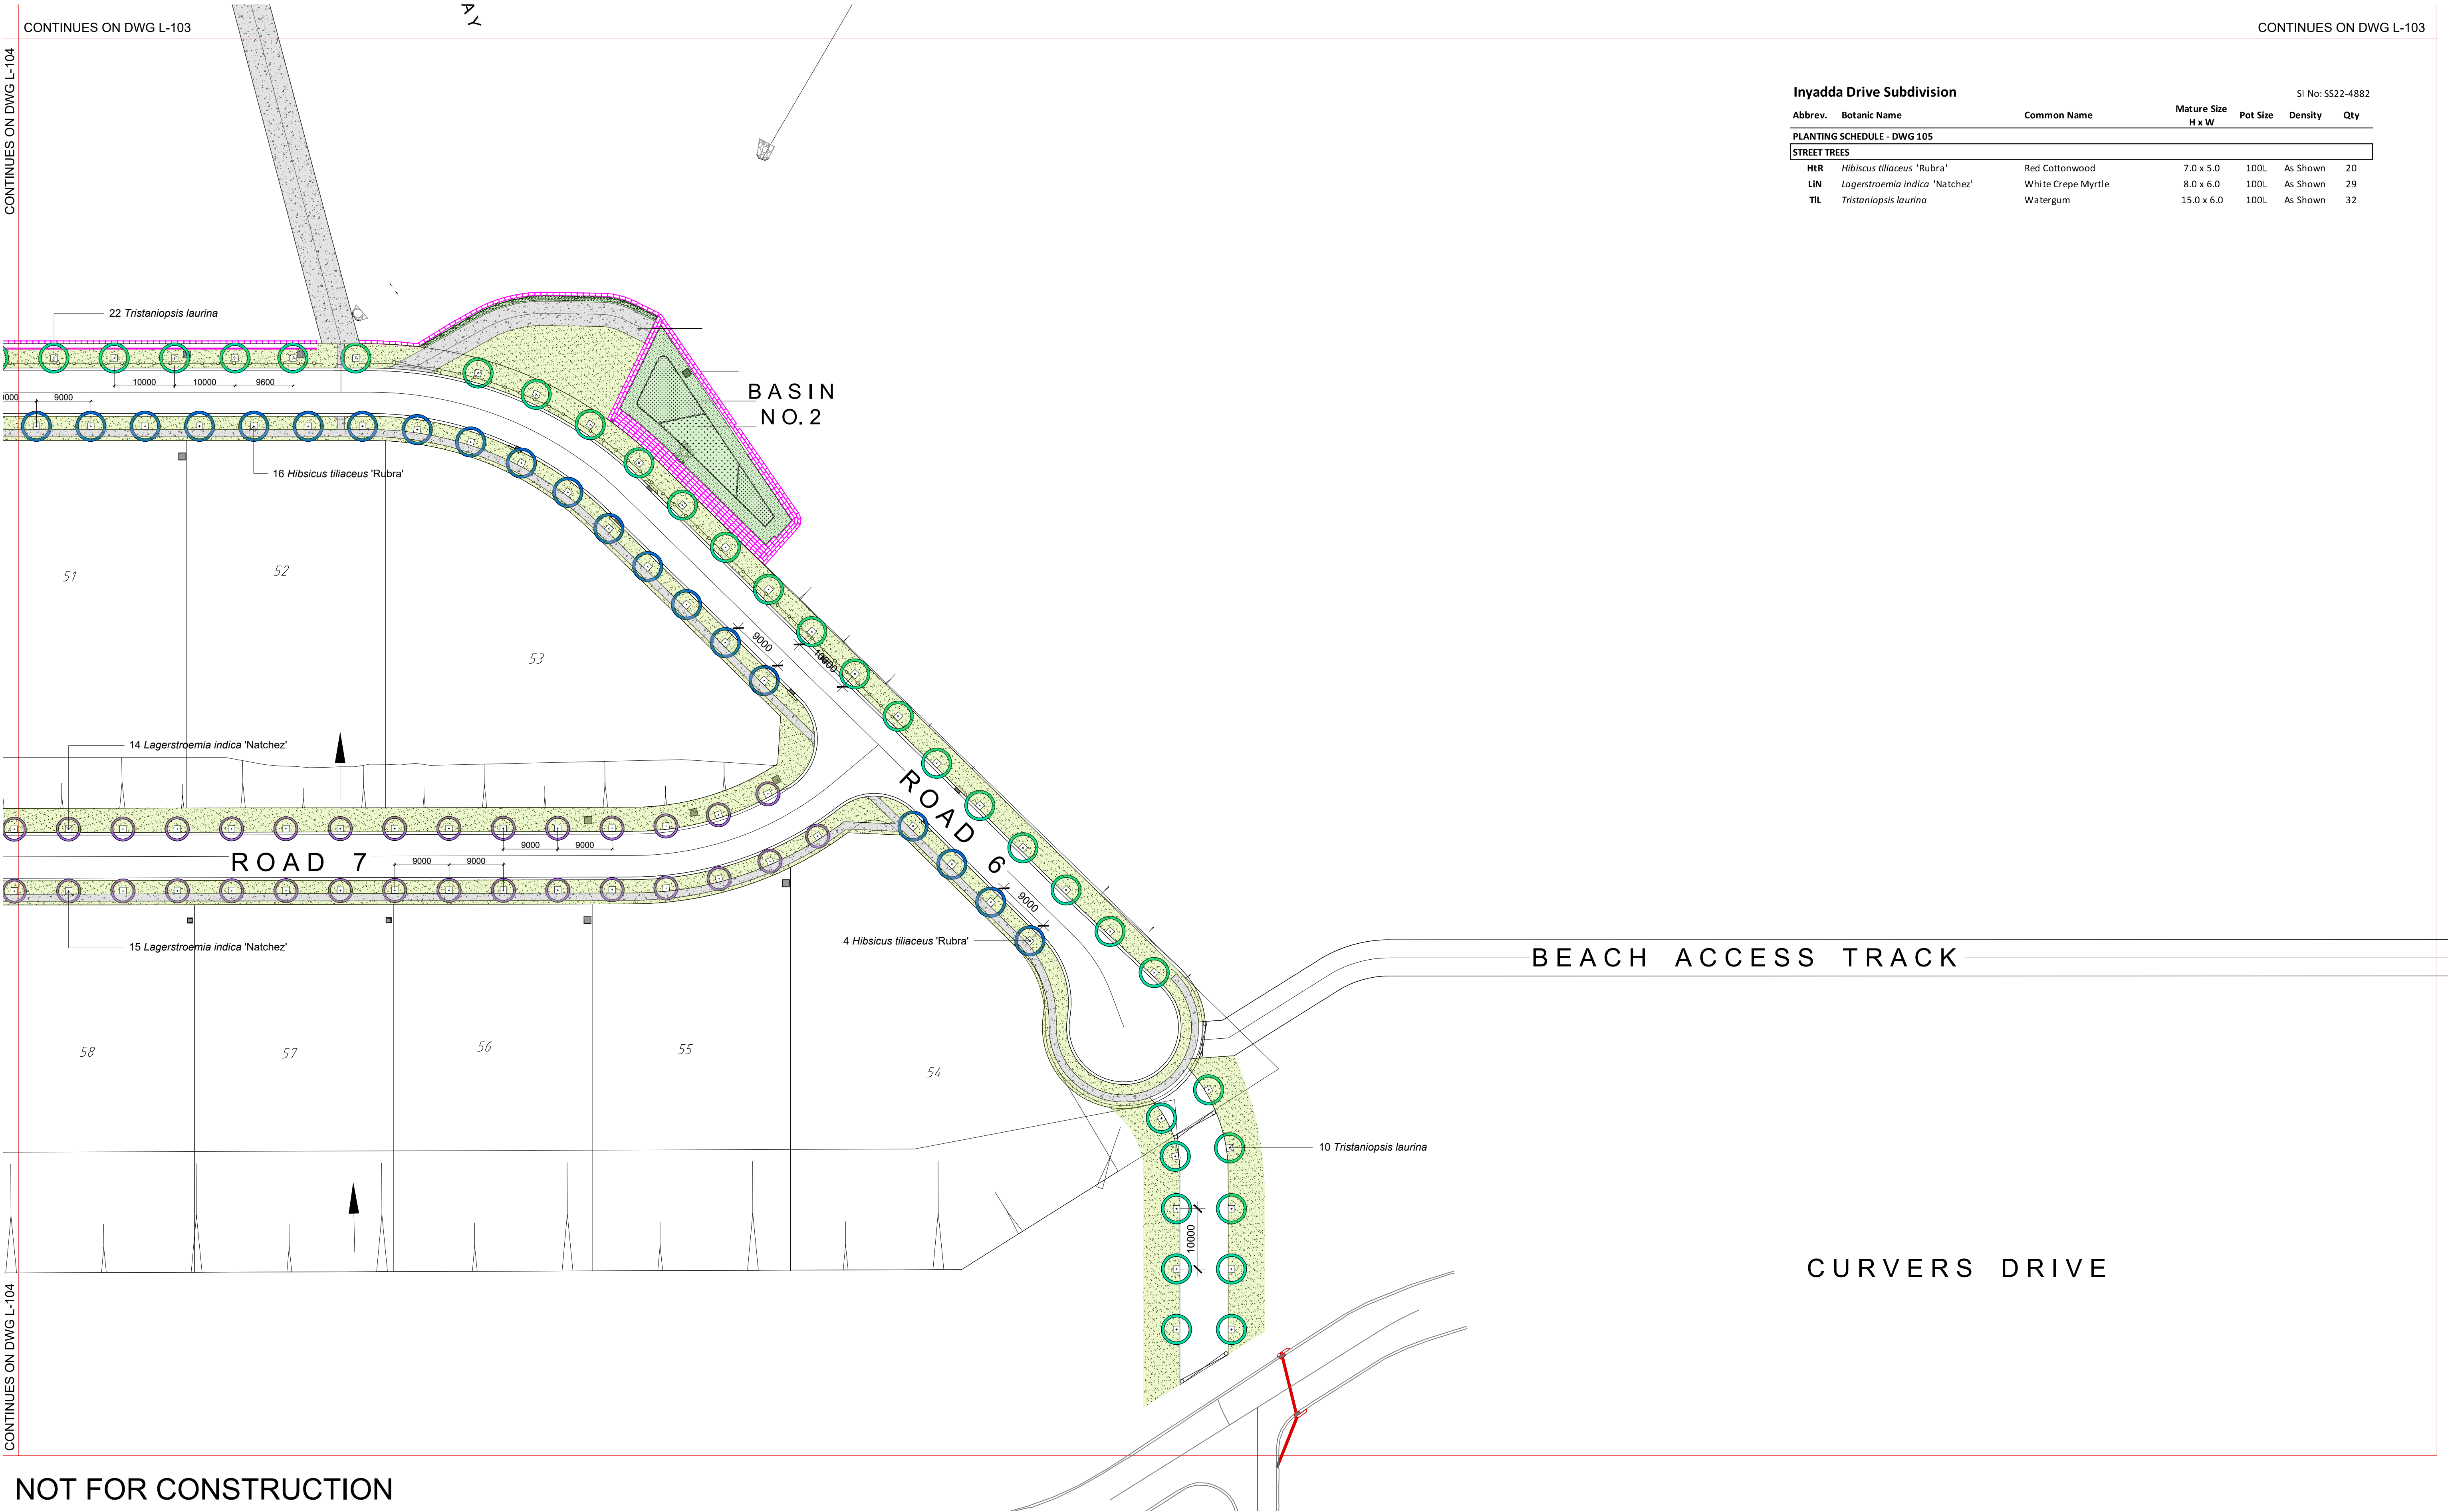 AY
CONTINUES ON DWG L-103
CONTINUES ON DWG L-103
CONTINUES ON DWG L-104
Inyadda Drive Subdivision
SI No: SS22-4882
Abbrev. Botanic Name Common Name Mature Size H x W Pot Size Density Qty
PLANTING SCHEDULE - DWG 105
STREET TREES
HtR Hibiscus tiliaceus 'Rubra' Red Cottonwood 7.0 x 5.0 100L As Shown 20
LiN Lagerstroemia indica 'Natchez' White Crepe Myrtle 8.0 x 6.0 100L As Shown 29
TlL Tristaniopsis laurina Watergum 15.0 x 6.0 100L As Shown 32
22 Tristaniopsis laurina
10000
10000
9600
9000
BASIN
NO. 2
16 Hibsicus tiliaceus 'Rubra'
51
52
53
9000
14 Lagerstroemia indica 'Natchez'
ROAD 6
9000
9000
ROAD 7
9000
9000
9000
4 Hibsicus tiliaceus 'Rubra'
15 Lagerstroemia indica 'Natchez'
BEACH ACCESS TRACK
58
57
56
55
54
10 Tristaniopsis laurina
10000
CURVERS DRIVE
CONTINUES ON DWG L-104
NOT FOR CONSTRUCTION